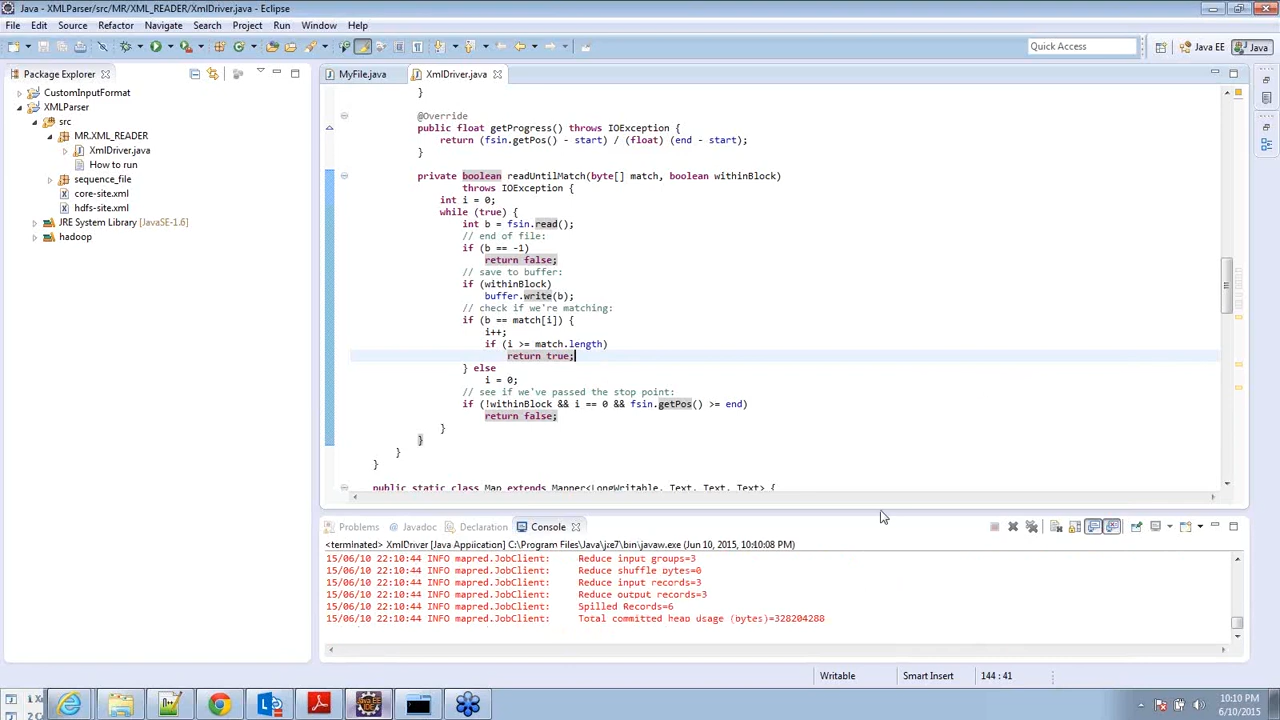 Java - XMLParser/src/MR/XML_READER/XmlDriver.java - Eclipse
File Edit Source Refactor Navigate Search Project Run Window Help
Quick Access
Java EE
Java
Package Explorer
CustomInputFormat
XMLParser
src
MR.XML_READER
XmlDriver.java
How to run
sequence_file
core-site.xml
hdfs-site.xml
JRE System Library [JavaSE-1.6]
hadoop
MyFile.java
XmlDriver.java
}
@Override
public float getProgress() throws IOException {
return (fsin.getPos() - start) / (float) (end - start);
}
private boolean readUntilMatch(byte[] match, boolean withinBlock)
throws IOException {
int i = 0;
while (true) {
int b = fsin.read();
// end of file:
if (b == -1)
return false;
// save to buffer:
if (withinBlock)
buffer.write(b);
// check if we're matching:
if (b == match[i]) {
i++;
if (i >= match.length)
return true;
} else
i = 0;
// see if we've passed the stop point:
if (!withinBlock && i == 0 && fsin.getPos() >= end)
return false;
}
}
}
}
public static class Map extends Mapper<LongWritable, Text, Text, Text> {
Problems @ Javadoc Declaration Console
<terminated> XmlDriver [Java Application] C:\Program Files\Java\jre7\bin\javaw.exe (Jun 10, 2015, 10:10:08 PM)
15/06/10 22:10:44 INFO mapred.JobClient: Reduce input groups=3
15/06/10 22:10:44 INFO mapred.JobClient: Reduce shuffle bytes=0
15/06/10 22:10:44 INFO mapred.JobClient: Reduce input records=3
15/06/10 22:10:44 INFO mapred.JobClient: Reduce output records=3
15/06/10 22:10:44 INFO mapred.JobClient: Spilled Records=6
15/06/10 22:10:44 INFO mapred.JobClient: Total committed heap usage (bytes)=328204288
Writable Smart Insert 144 : 41
10:10 PM
6/10/2015